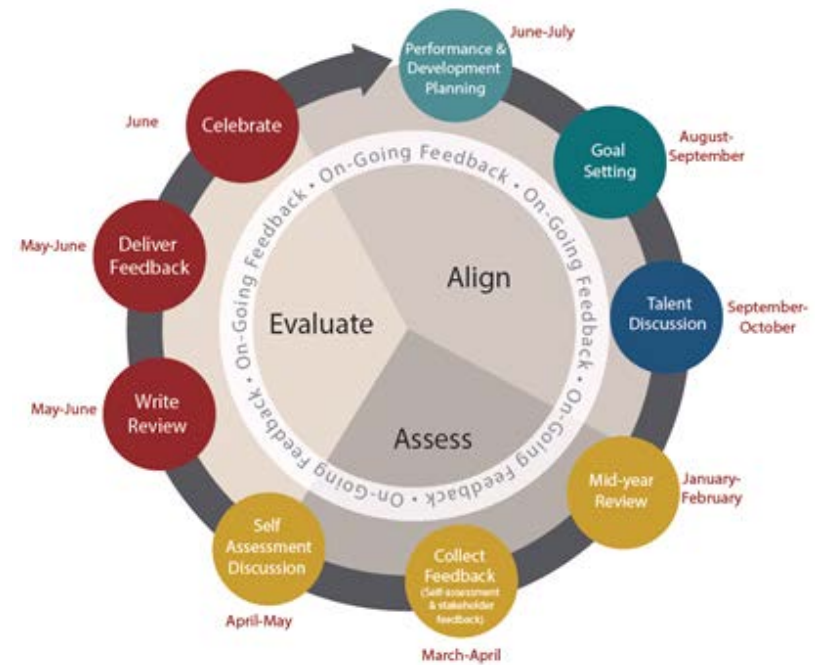 Performance &
Development
Planning
June-July
Goal
Setting
August-
September
Talent
Discussion
September-
October
Mid-year
Review
January-
February
Collect
Feedback
(Self-assessment
& stakeholder
feedback)
March-April
Self
Assessment
Discussion
April-May
Write
Review
May-June
Deliver
Feedback
May-June
Celebrate
June
On-Going Feedback • On-Going Feedback • On-Going Feedback • On-Going Feedback • On-Going Feedback • On-Going Feedback
Align
Evaluate
Assess